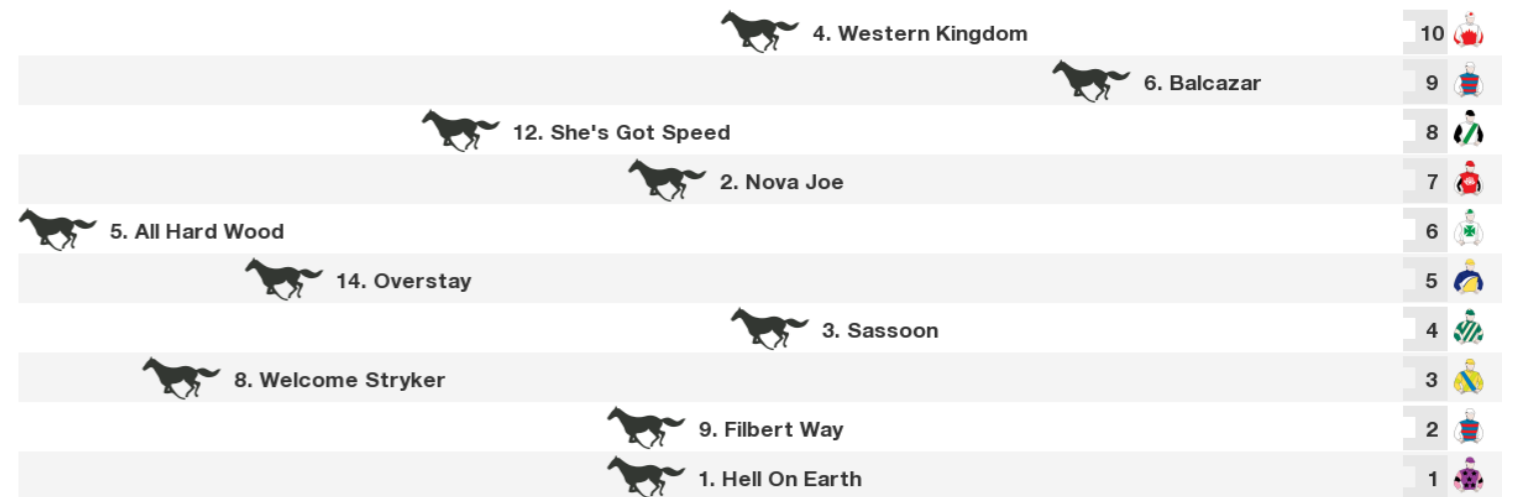 4. Western Kingdom 10
6. Balcazar 9
12. She's Got Speed 8
2. Nova Joe 7
5. All Hard Wood 6
14. Overstay 5
3. Sassoon 4
8. Welcome Stryker 3
9. Filbert Way 2
1. Hell On Earth 1